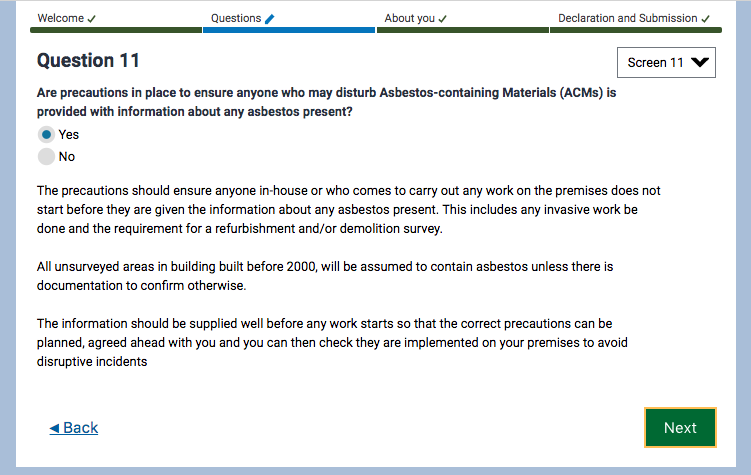 Welcome ✓
Questions
About you ✓
Declaration and Submission ✓
Question 11
Screen 11
Are precautions in place to ensure anyone who may disturb Asbestos-containing Materials (ACMs) is
provided with information about any asbestos present?
Yes
No
The precautions should ensure anyone in-house or who comes to carry out any work on the premises does not
start before they are given the information about any asbestos present. This includes any invasive work be
done and the requirement for a refurbishment and/or demolition survey.
All unsurveyed areas in building built before 2000, will be assumed to contain asbestos unless there is
documentation to confirm otherwise.
The information should be supplied well before any work starts so that the correct precautions can be
planned, agreed ahead with you and you can then check they are implemented on your premises to avoid
disruptive incidents
◄ Back
Next